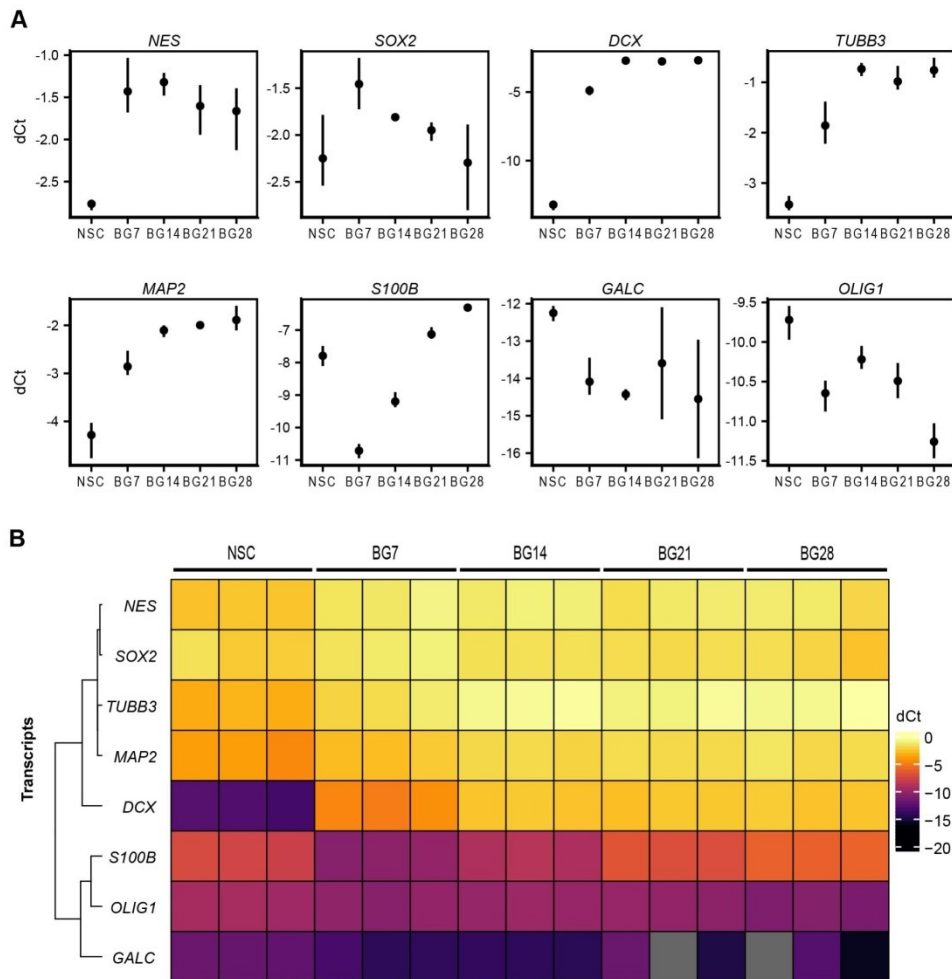 A
NES SOX2 DCX TUBB3
dCt
-1.0
-1.5
-2.0
-2.5
NSC BG7 BG14 BG21 BG28
-1.5
-2.0
-2.5
NSC BG7 BG14 BG21 BG28
-5
-10
NSC BG7 BG14 BG21 BG28
-1
-2
-3
NSC BG7 BG14 BG21 BG28
MAP2 S100B GALC OLIG1
dCt
-2
-3
-4
NSC BG7 BG14 BG21 BG28
-7
-8
-9
-10
-11
NSC BG7 BG14 BG21 BG28
-12
-13
-14
-15
-16
NSC BG7 BG14 BG21 BG28
-9.5
-10.0
-10.5
-11.0
-11.5
NSC BG7 BG14 BG21 BG28
B
NSC BG7 BG14 BG21 BG28
Transcripts
NES
SOX2
TUBB3
MAP2
DCX
S100B
OLIG1
GALC
dCt
0
-5
-10
-15
-20